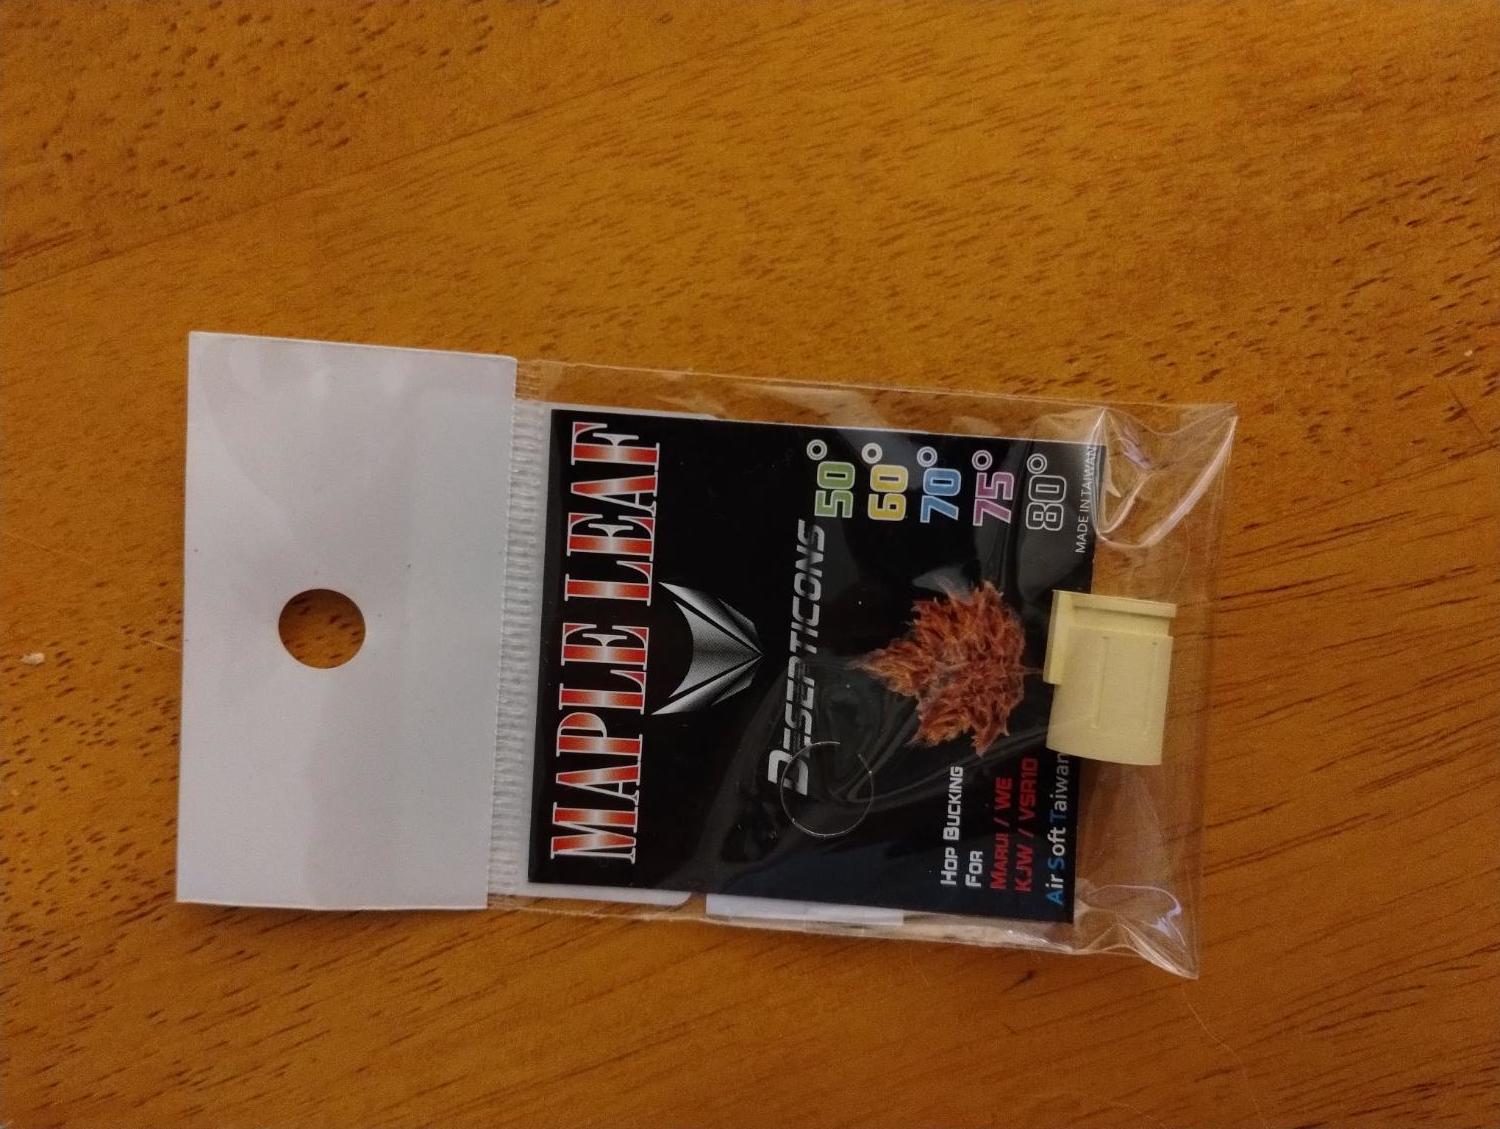 MAPLE LEAF
DESEPTICONS
50°
60°
70°
75°
80°
MADE IN TAIWAN
HOP BUCKING
FOR
MARUI / WE
KJW / VSR10
Air Soft Taiwan